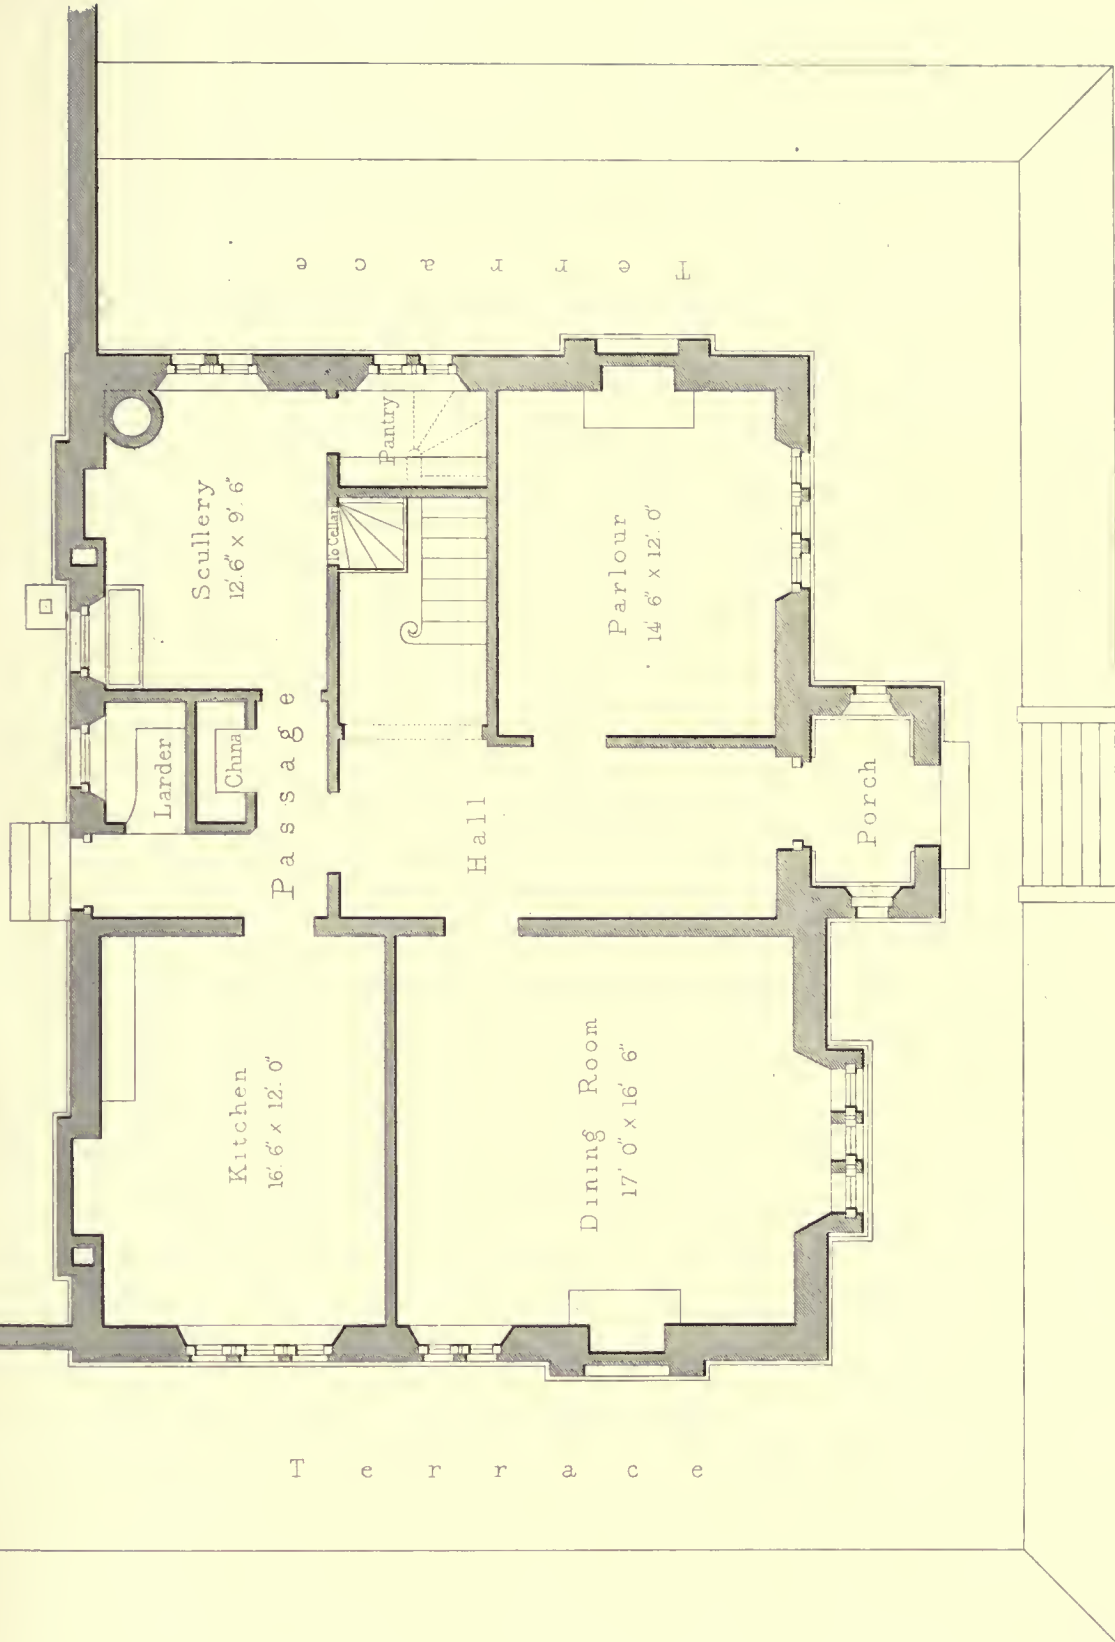 Terrace
Scullery
12'. 6" x 9'. 6"
Pantry
To Cellar
Parlour
14' 6" x 12'. 0"
Larder
China
Passage
Hall
Porch
Kitchen
16'. 6" x 12'. 0"
Dining Room
17' 0" x 16' 6"
Terrace